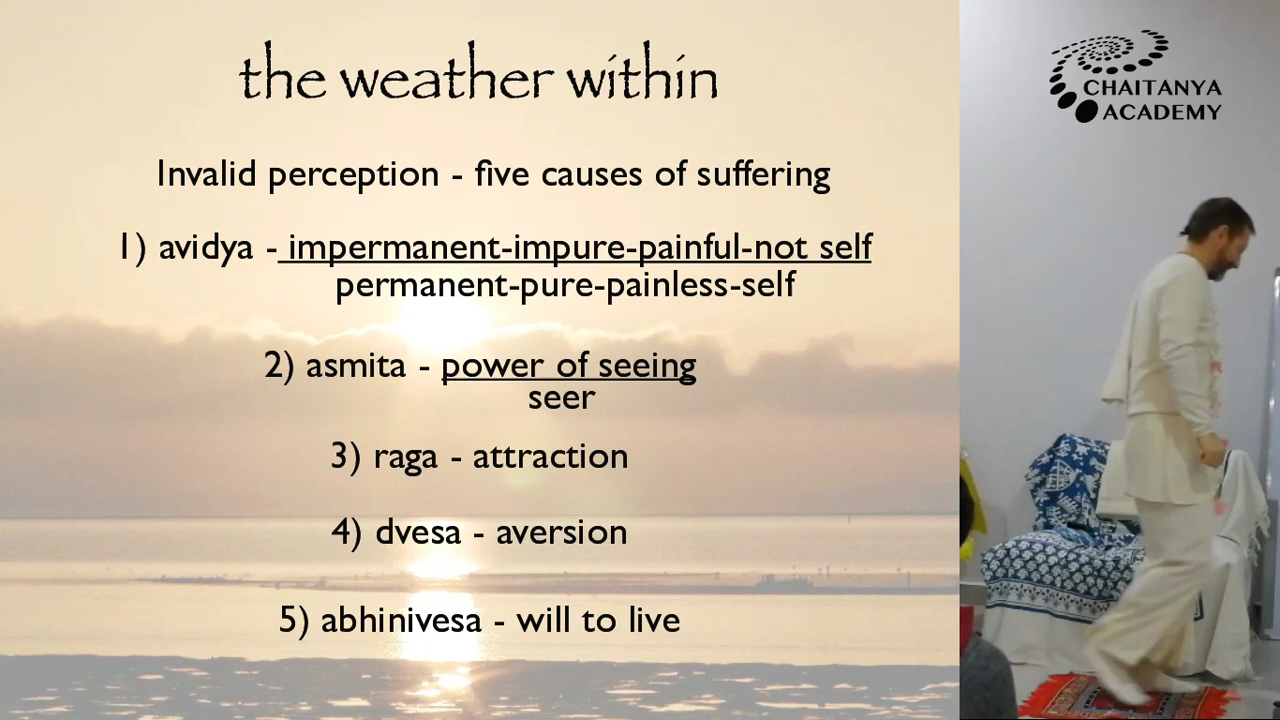 the weather within
Invalid perception - five causes of suffering
1) avidya - impermanent-impure-painful-not self
permanent-pure-painless-self
2) asmita - power of seeing
seer
3) raga - attraction
4) dvesa - aversion
5) abhinivesa - will to live
CHAITANYA
ACADEMY